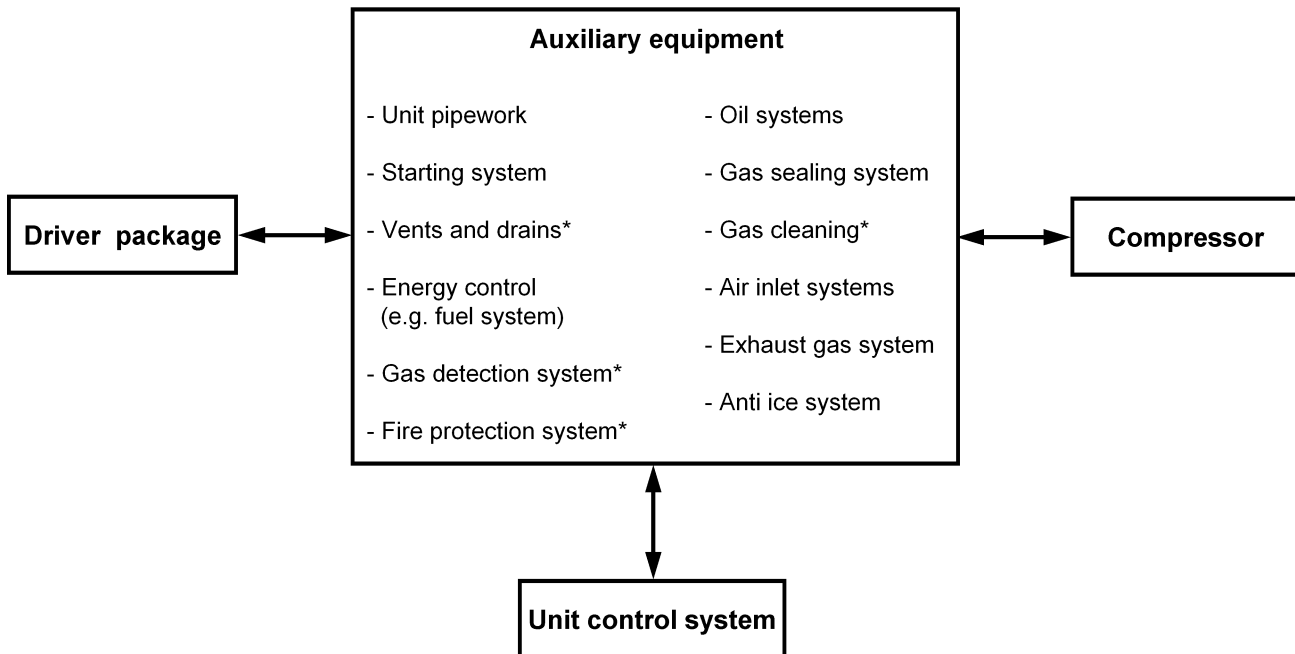 Auxiliary equipment
- Unit pipework
- Starting system
- Vents and drains*
- Energy control
(e.g. fuel system)
- Gas detection system*
- Fire protection system*
- Oil systems
- Gas sealing system
- Gas cleaning*
- Air inlet systems
- Exhaust gas system
- Anti ice system
Driver package
Compressor
Unit control system